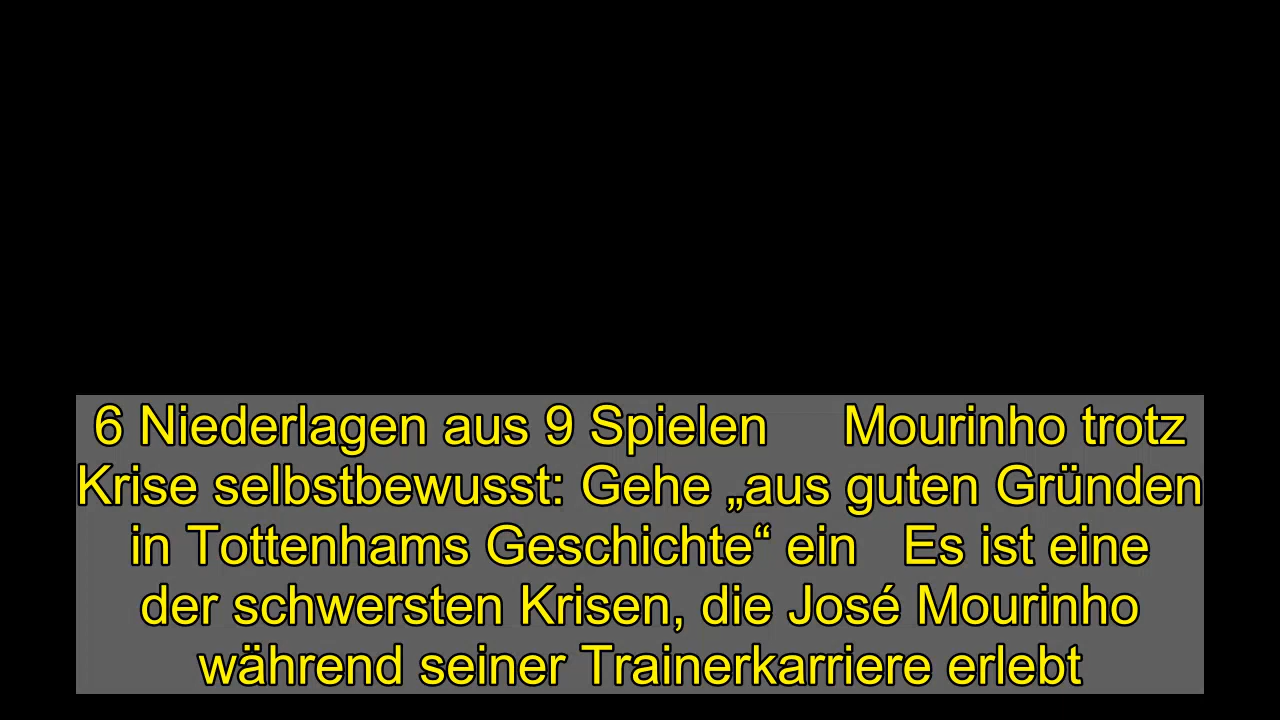 6 Niederlagen aus 9 Spielen     Mourinho trotz
Krise selbstbewusst: Gehe „aus guten Gründen
in Tottenhams Geschichte“ ein   Es ist eine
der schwersten Krisen, die José Mourinho
während seiner Trainerkarriere erlebt